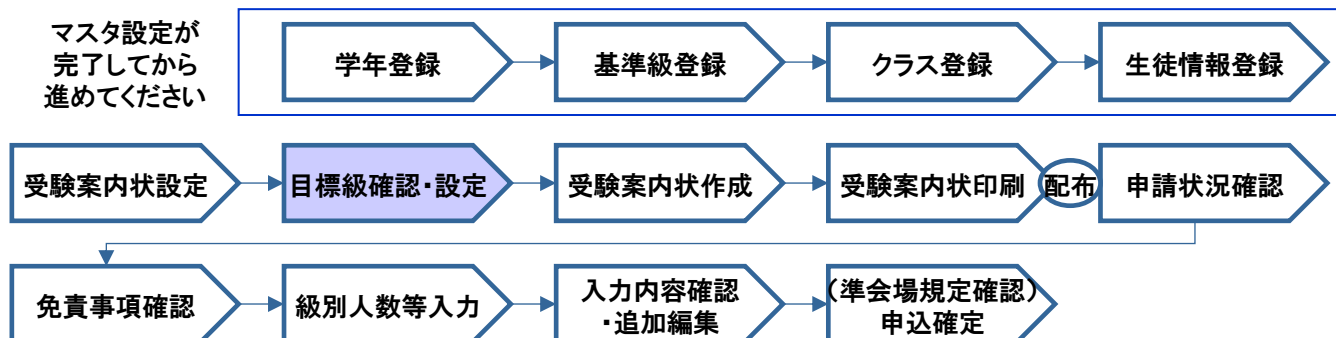 マスタ設定が
完了してから
進めてください
学年登録
基準級登録
クラス登録
生徒情報登録
受験案内状設定
目標級確認・設定
受験案内状作成
受験案内状印刷
配布
申請状況確認
免責事項確認
級別人数等入力
入力内容確認
・追加編集
(準会場規定確認)
申込確定